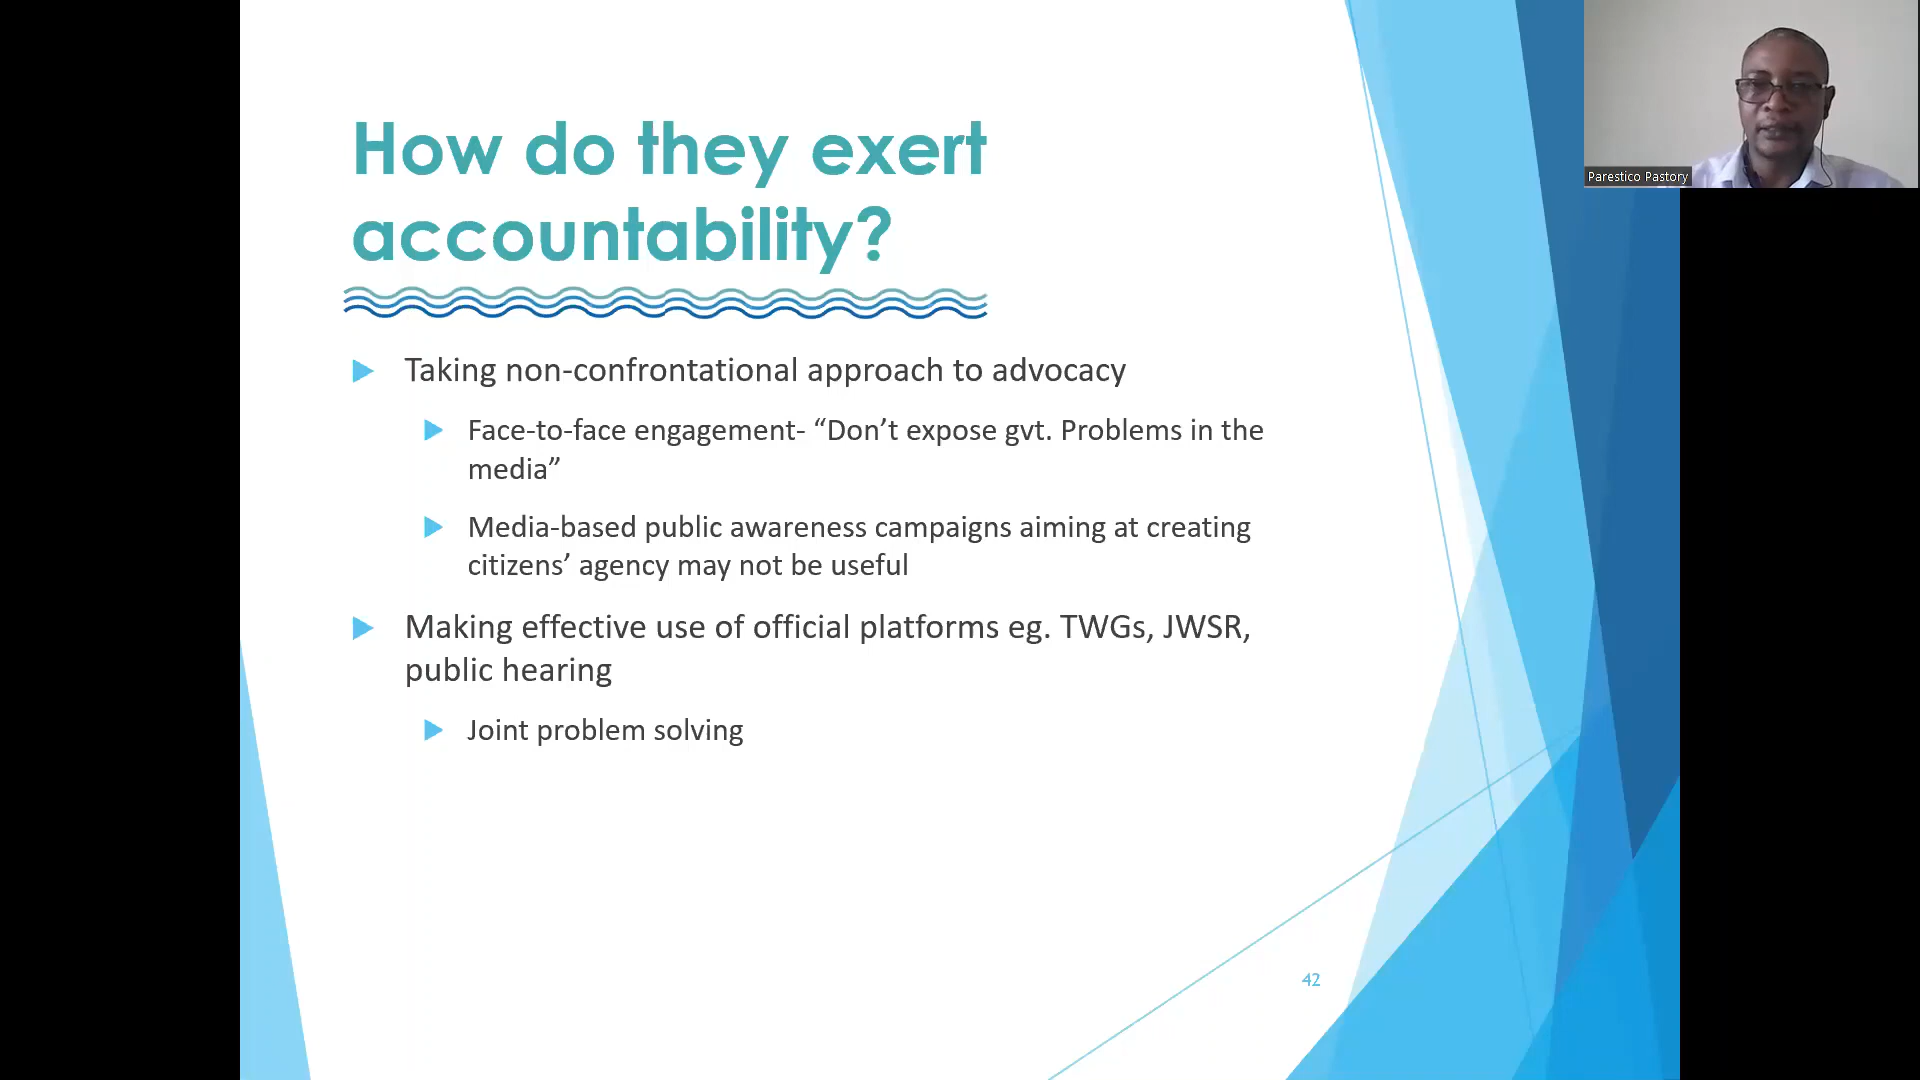 How do they exert
accountability?
Taking non-confrontational approach to advocacy
Face-to-face engagement- “Don’t expose gvt. Problems in the
media”
Media-based public awareness campaigns aiming at creating
citizens’ agency may not be useful
Making effective use of official platforms eg. TWGs, JWSR,
public hearing
Joint problem solving
42
Parestico Pastory